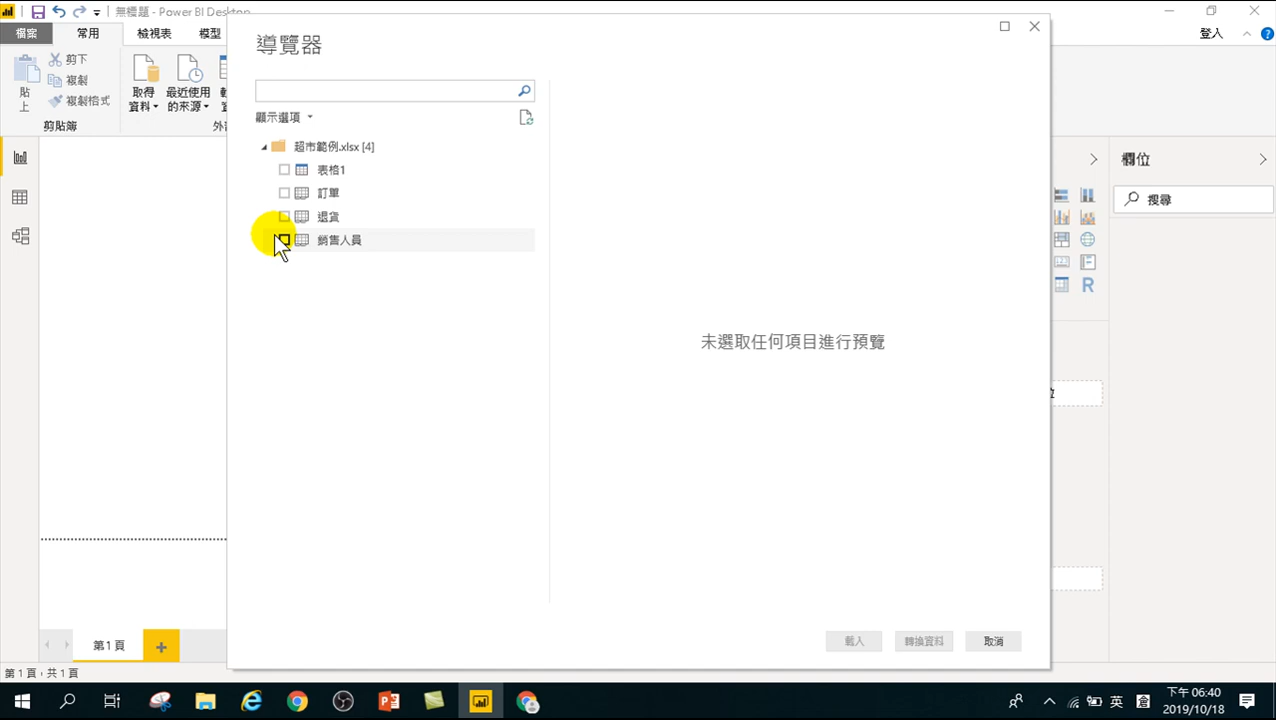 無標題 - Power BI Desktop
檔案
常用
檢視表
模型
登入
剪下
複製
複製格式
貼上
取得資料
最近使用的來源
剪貼簿
導覽器
顯示選項
超市範例.xlsx [4]
表格1
訂單
退貨
銷售人員
未選取任何項目進行預覽
載入
轉換資料
取消
欄位
搜尋
R
第 1 頁
第 1 頁，共 1 頁
英
下午 06:40
2019/10/18